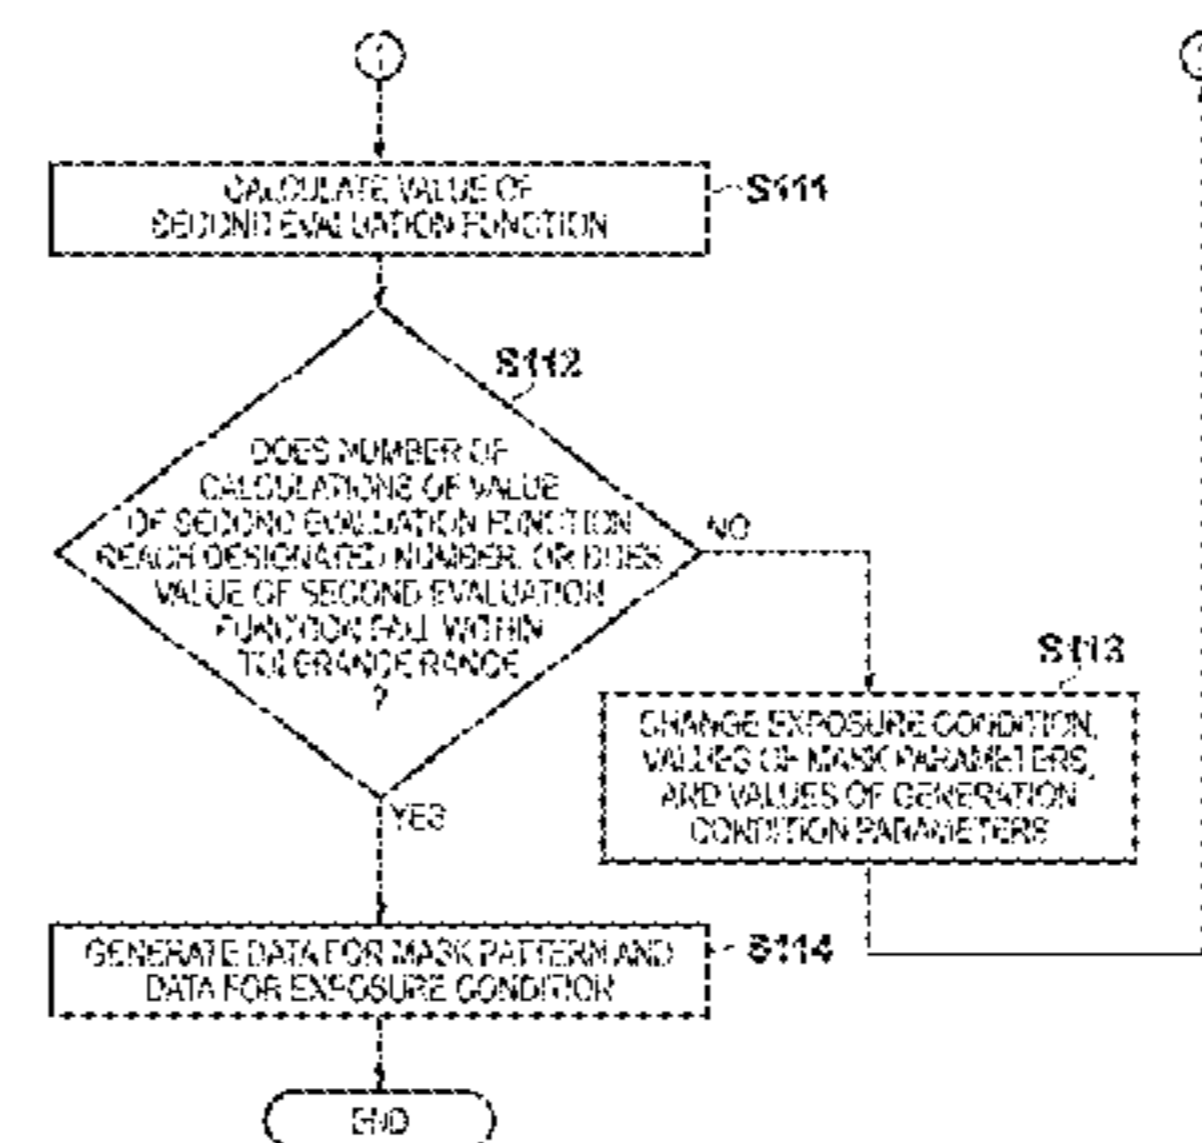 1
CALCULATE VALUE OF
SECOND EVALUATION FUNCTION
S111
S112
DOES NUMBER OF
CALCULATIONS OF VALUE
OF SECOND EVALUATION FUNCTION
REACH DESIGNATED NUMBER, OR DOES
VALUE OF SECOND EVALUATION
FUNCTION FALL WITHIN
TOLERANCE RANGE
?
NO
YES
S113
CHANGE EXPOSURE CONDITION,
VALUES OF MASK PARAMETERS,
AND VALUES OF GENERATION
CONDITION PARAMETERS
GENERATE DATA FOR MASK PATTERN AND
DATA FOR EXPOSURE CONDITION
S114
END